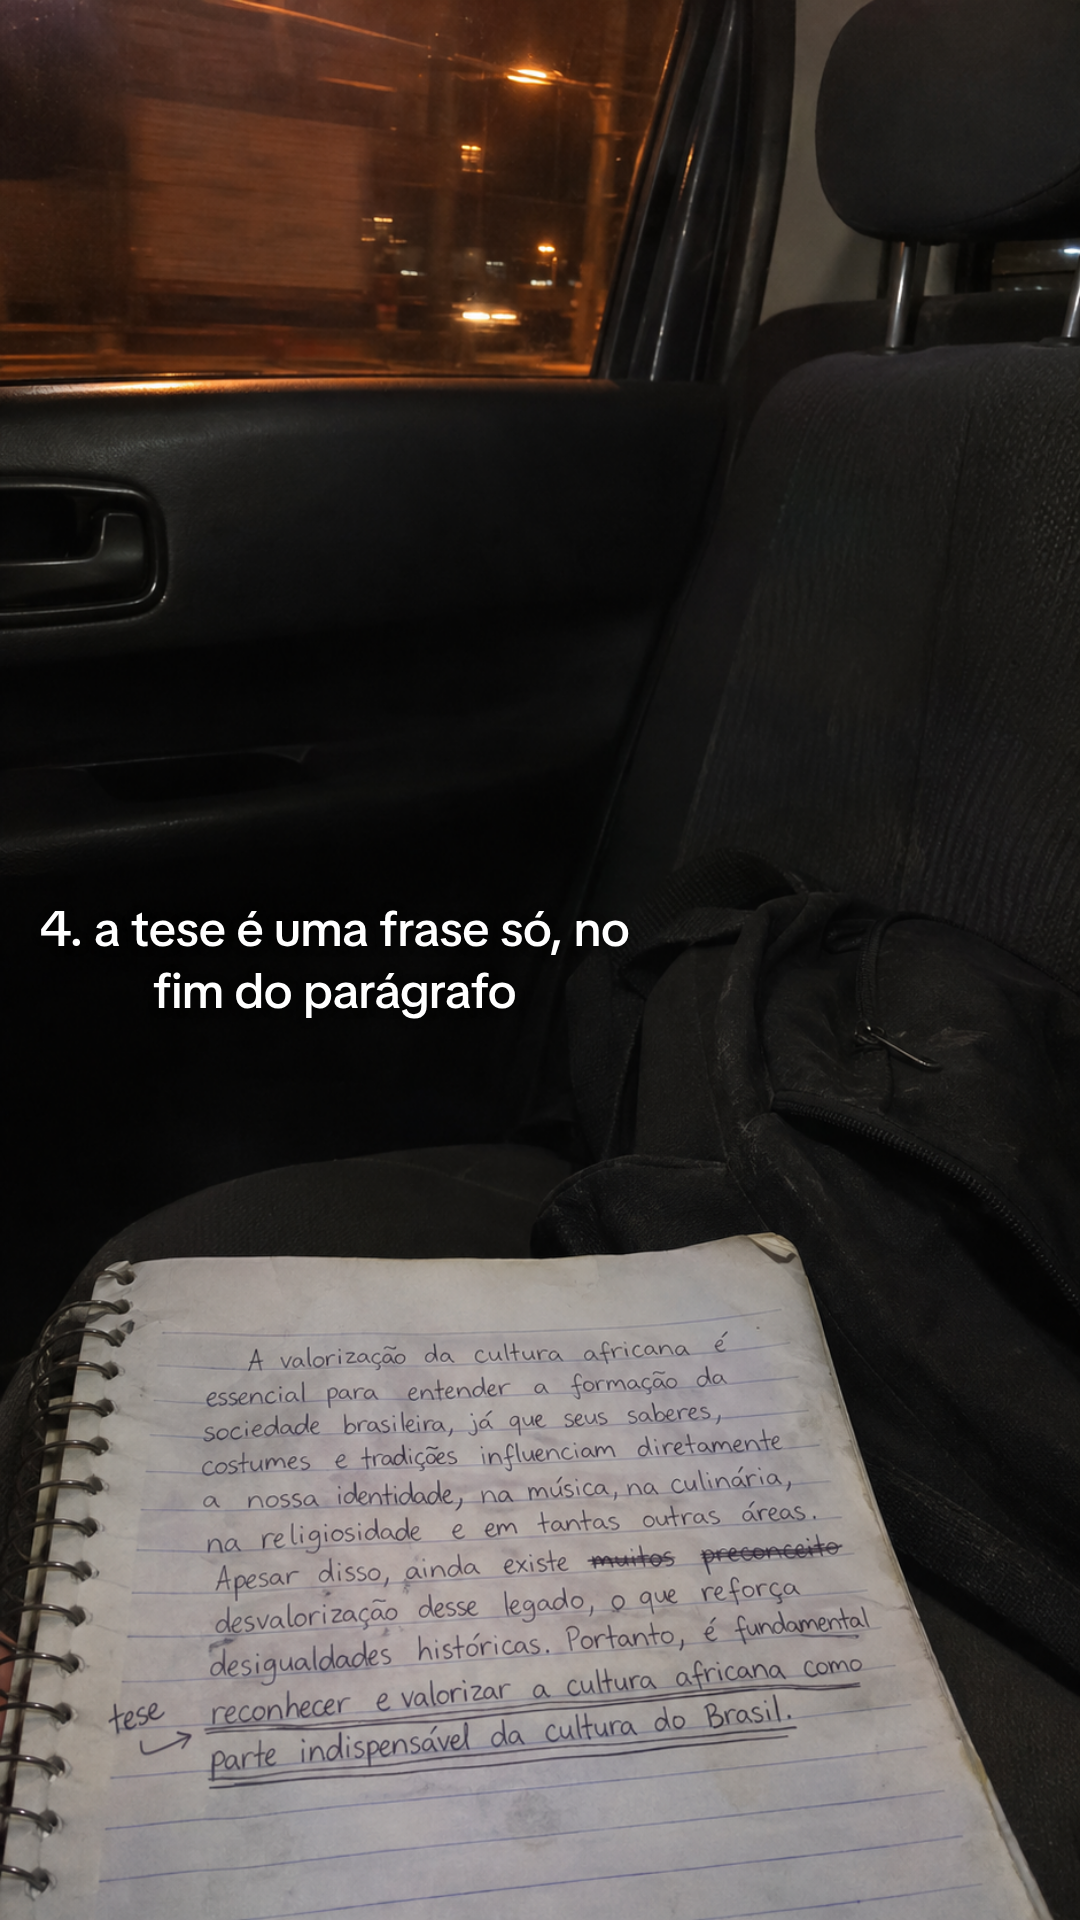 4. a tese é uma frase só, no
fim do parágrafo
A valorização da cultura africana é
essencial para entender a formação da
sociedade brasileira, já que seus saberes,
costumes e tradições influenciam diretamente
a nossa identidade, na música, na culinária,
na religiosidade e em tantas outras áreas.
Apesar disso, ainda existe muitos preconceito
desvalorização desse legado, o que reforça
desigualdades históricas. Portanto, é fundamental
reconhecer e valorizar a cultura africana como
parte indispensável da cultura do Brasil.
tese